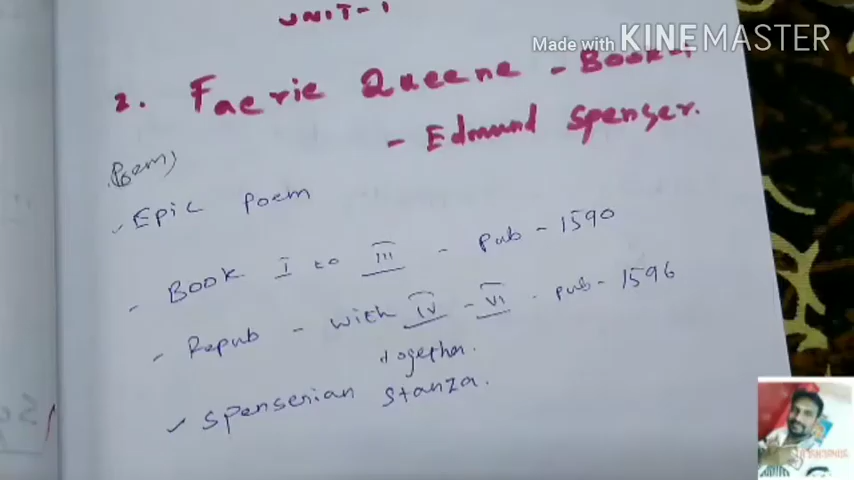 UNIT-1
Made with KINEMASTER
2. Faerie Queene - Book-I
- Edmund Spenser.
Poem)
✓ Epic Poem
- Book I to III - Pub - 1590
- Repub - with IV - VI - pub - 1596
together.
✓ Spenserian Stanza.